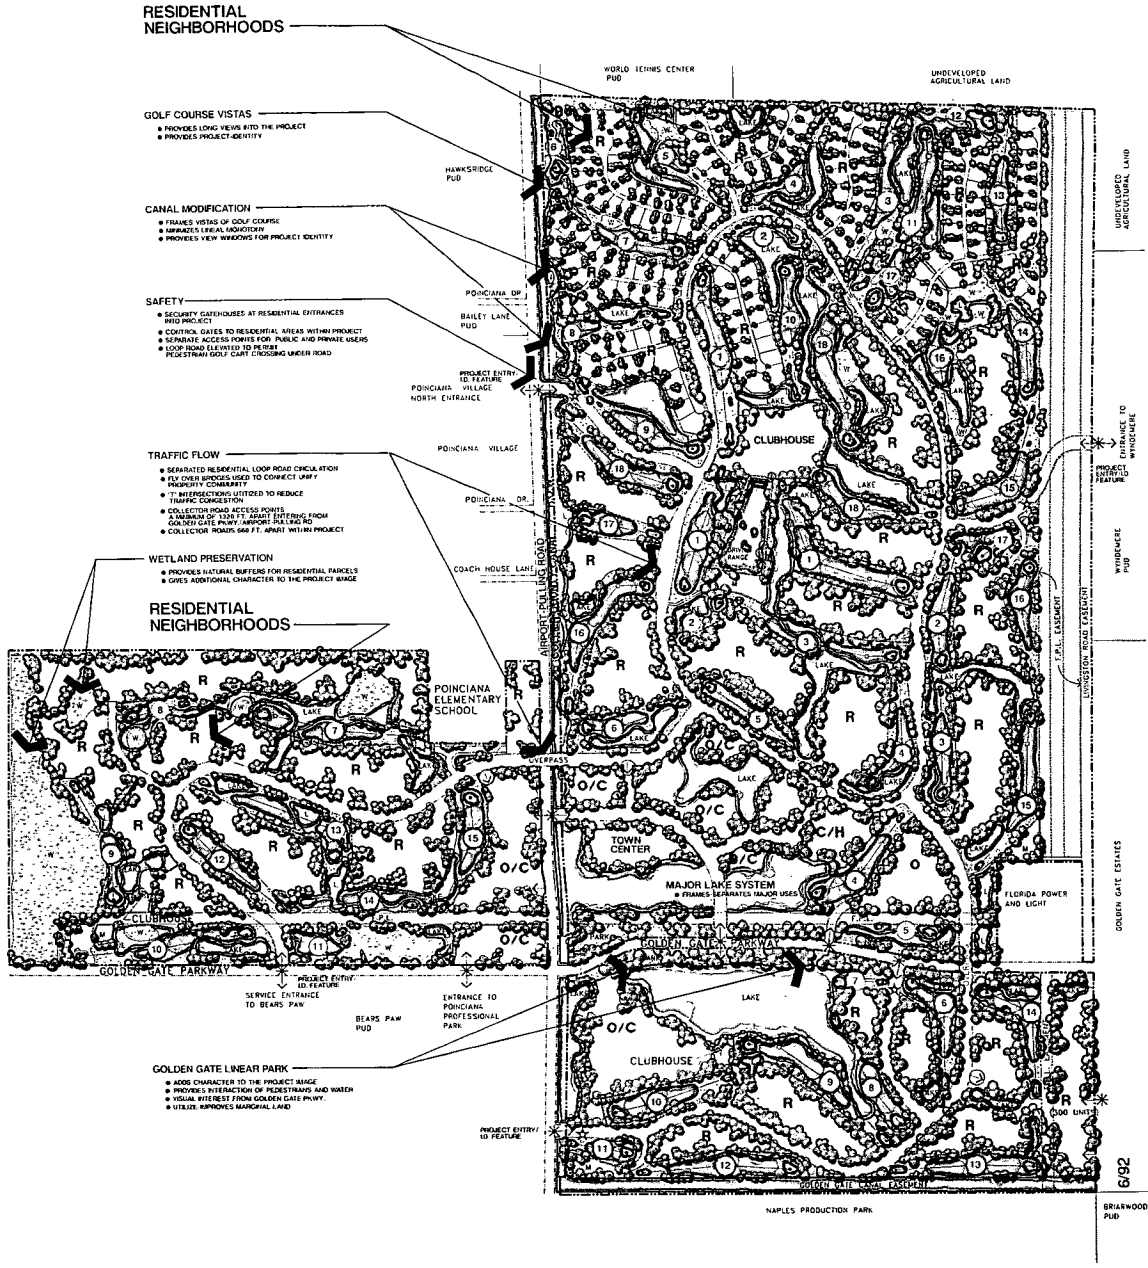 RESIDENTIAL
NEIGHBORHOODS
GOLF COURSE VISTAS
PROVIDES LONG VIEWS INTO THE PROJECT
PROVIDES PROJECT IDENTITY
CANAL MODIFICATION
FRAMES VISTAS OF GOLF COURSE
MINIMIZES LINEAL MONOTONY
PROVIDES VIEW WINDOWS FOR PROJECT IDENTITY
SAFETY
SECURITY GATEHOUSES AT RESIDENTIAL ENTRANCES
INTO PROJECT
CONTROL GATES TO RESIDENTIAL AREAS WITHIN PROJECT
SEPARATE ACCESS POINTS FOR PUBLIC AND PRIVATE USERS
LOOP ROAD ELEVATED TO PERMIT
PEDESTRIAN GOLF CART CROSSING UNDER ROAD
TRAFFIC FLOW
SEPARATED RESIDENTIAL LOOP ROAD CIRCULATION
FLY OVER BRIDGES USED TO CONNECT UNIFY
PROPERTY COMMUNITY
'T' INTERSECTIONS UTITIZED TO REDUCE
TRAFFIC CONGESTION
COLLECTOR ROAD ACCESS POINTS
A MINIMUM OF 1320 FT. APART ENTERING FROM
GOLDEN GATE PKWY./AIRPORT-PULLING RD
COLLECTOR ROADS 660 FT. APART WITHIN PROJECT
WETLAND PRESERVATION
PROVIDES NATURAL BUFFERS FOR RESIDENTIAL PARCELS
GIVES ADDITIONAL CHARACTER TO THE PROJECT IMAGE
RESIDENTIAL
NEIGHBORHOODS
WORLD TENNIS CENTER
PUD
UNDEVELOPED
AGRICULTURAL LAND
UNDEVELOPED
AGRICULTURAL LAND
HAWKSRIDGE
PUD
POINCIANA DR
BAILEY LANE
PUD
PROJECT ENTRY
I.D. FEATURE
POINCIANA VILLAGE
NORTH ENTRANCE
POINCIANA VILLAGE
POINCIANA DR.
COACH HOUSE LANE
AIRPORT-PULLING ROAD
CLUBHOUSE
DRIVING
RANGE
ENTRANCE TO
WYNDEMERE
PROJECT
ENTRY I.D
FEATURE
WYNDEMERE
PUD
F.P.L. EASEMENT
LIVINGSTON ROAD EASEMENT
GOLDEN GATE ESTATES
POINCIANA
ELEMENTARY
SCHOOL
OVERPASS
O/C
O/C
TOWN
CENTER
C/H
O
MAJOR LAKE SYSTEM
FRAMES SEPARATES MAJOR USES
FLORIDA POWER
AND LIGHT
F.P.L.
PARK
GOLDEN GATE PARKWAY
CLUBHOUSE
O/C
O/C
GOLDEN GATE PARKWAY
PROJECT ENTRY
I.D. FEATURE
SERVICE ENTRANCE
TO BEARS PAW
BEARS PAW
PUD
ENTRANCE TO
POINCIANA
PROFESSIONAL
PARK
LAKE
O/C
CLUBHOUSE
GOLDEN GATE LINEAR PARK
ADDS CHARACTER TO THE PROJECT IMAGE
PROVIDES INTERACTION OF PEDESTRIANS AND WATER
VISUAL INTEREST FROM GOLDEN GATE PKWY.
UTILIZE IMPROVES MARGINAL LAND
PROJECT ENTRY/
I.D FEATURE
R
(300 UNITS)
GOLDEN GATE CANAL EASEMENT
NAPLES PRODUCTION PARK
6/92
BRIARWOOD
PUD